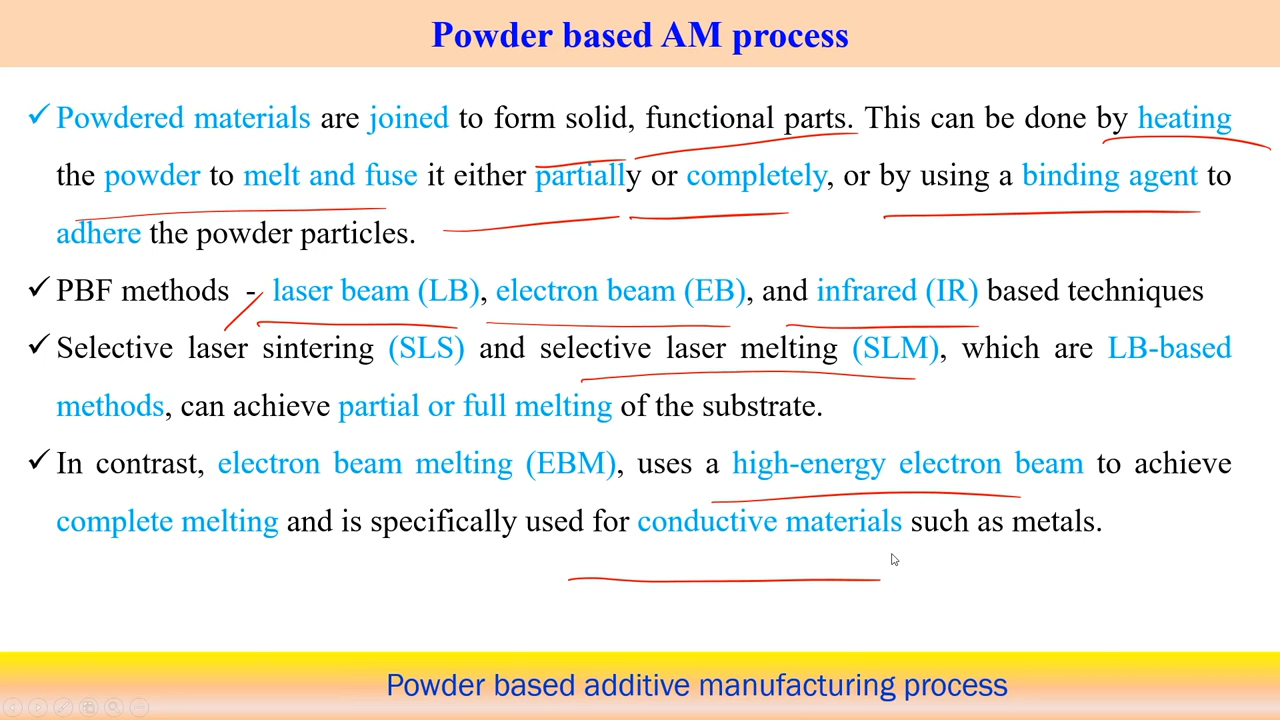 Powder based AM process
✓ Powdered materials are joined to form solid, functional parts. This can be done by heating
the powder to melt and fuse it either partially or completely, or by using a binding agent to
adhere the powder particles.
✓ PBF methods - laser beam (LB), electron beam (EB), and infrared (IR) based techniques
✓ Selective laser sintering (SLS) and selective laser melting (SLM), which are LB-based
methods, can achieve partial or full melting of the substrate.
✓ In contrast, electron beam melting (EBM), uses a high-energy electron beam to achieve
complete melting and is specifically used for conductive materials such as metals.
Powder based additive manufacturing process